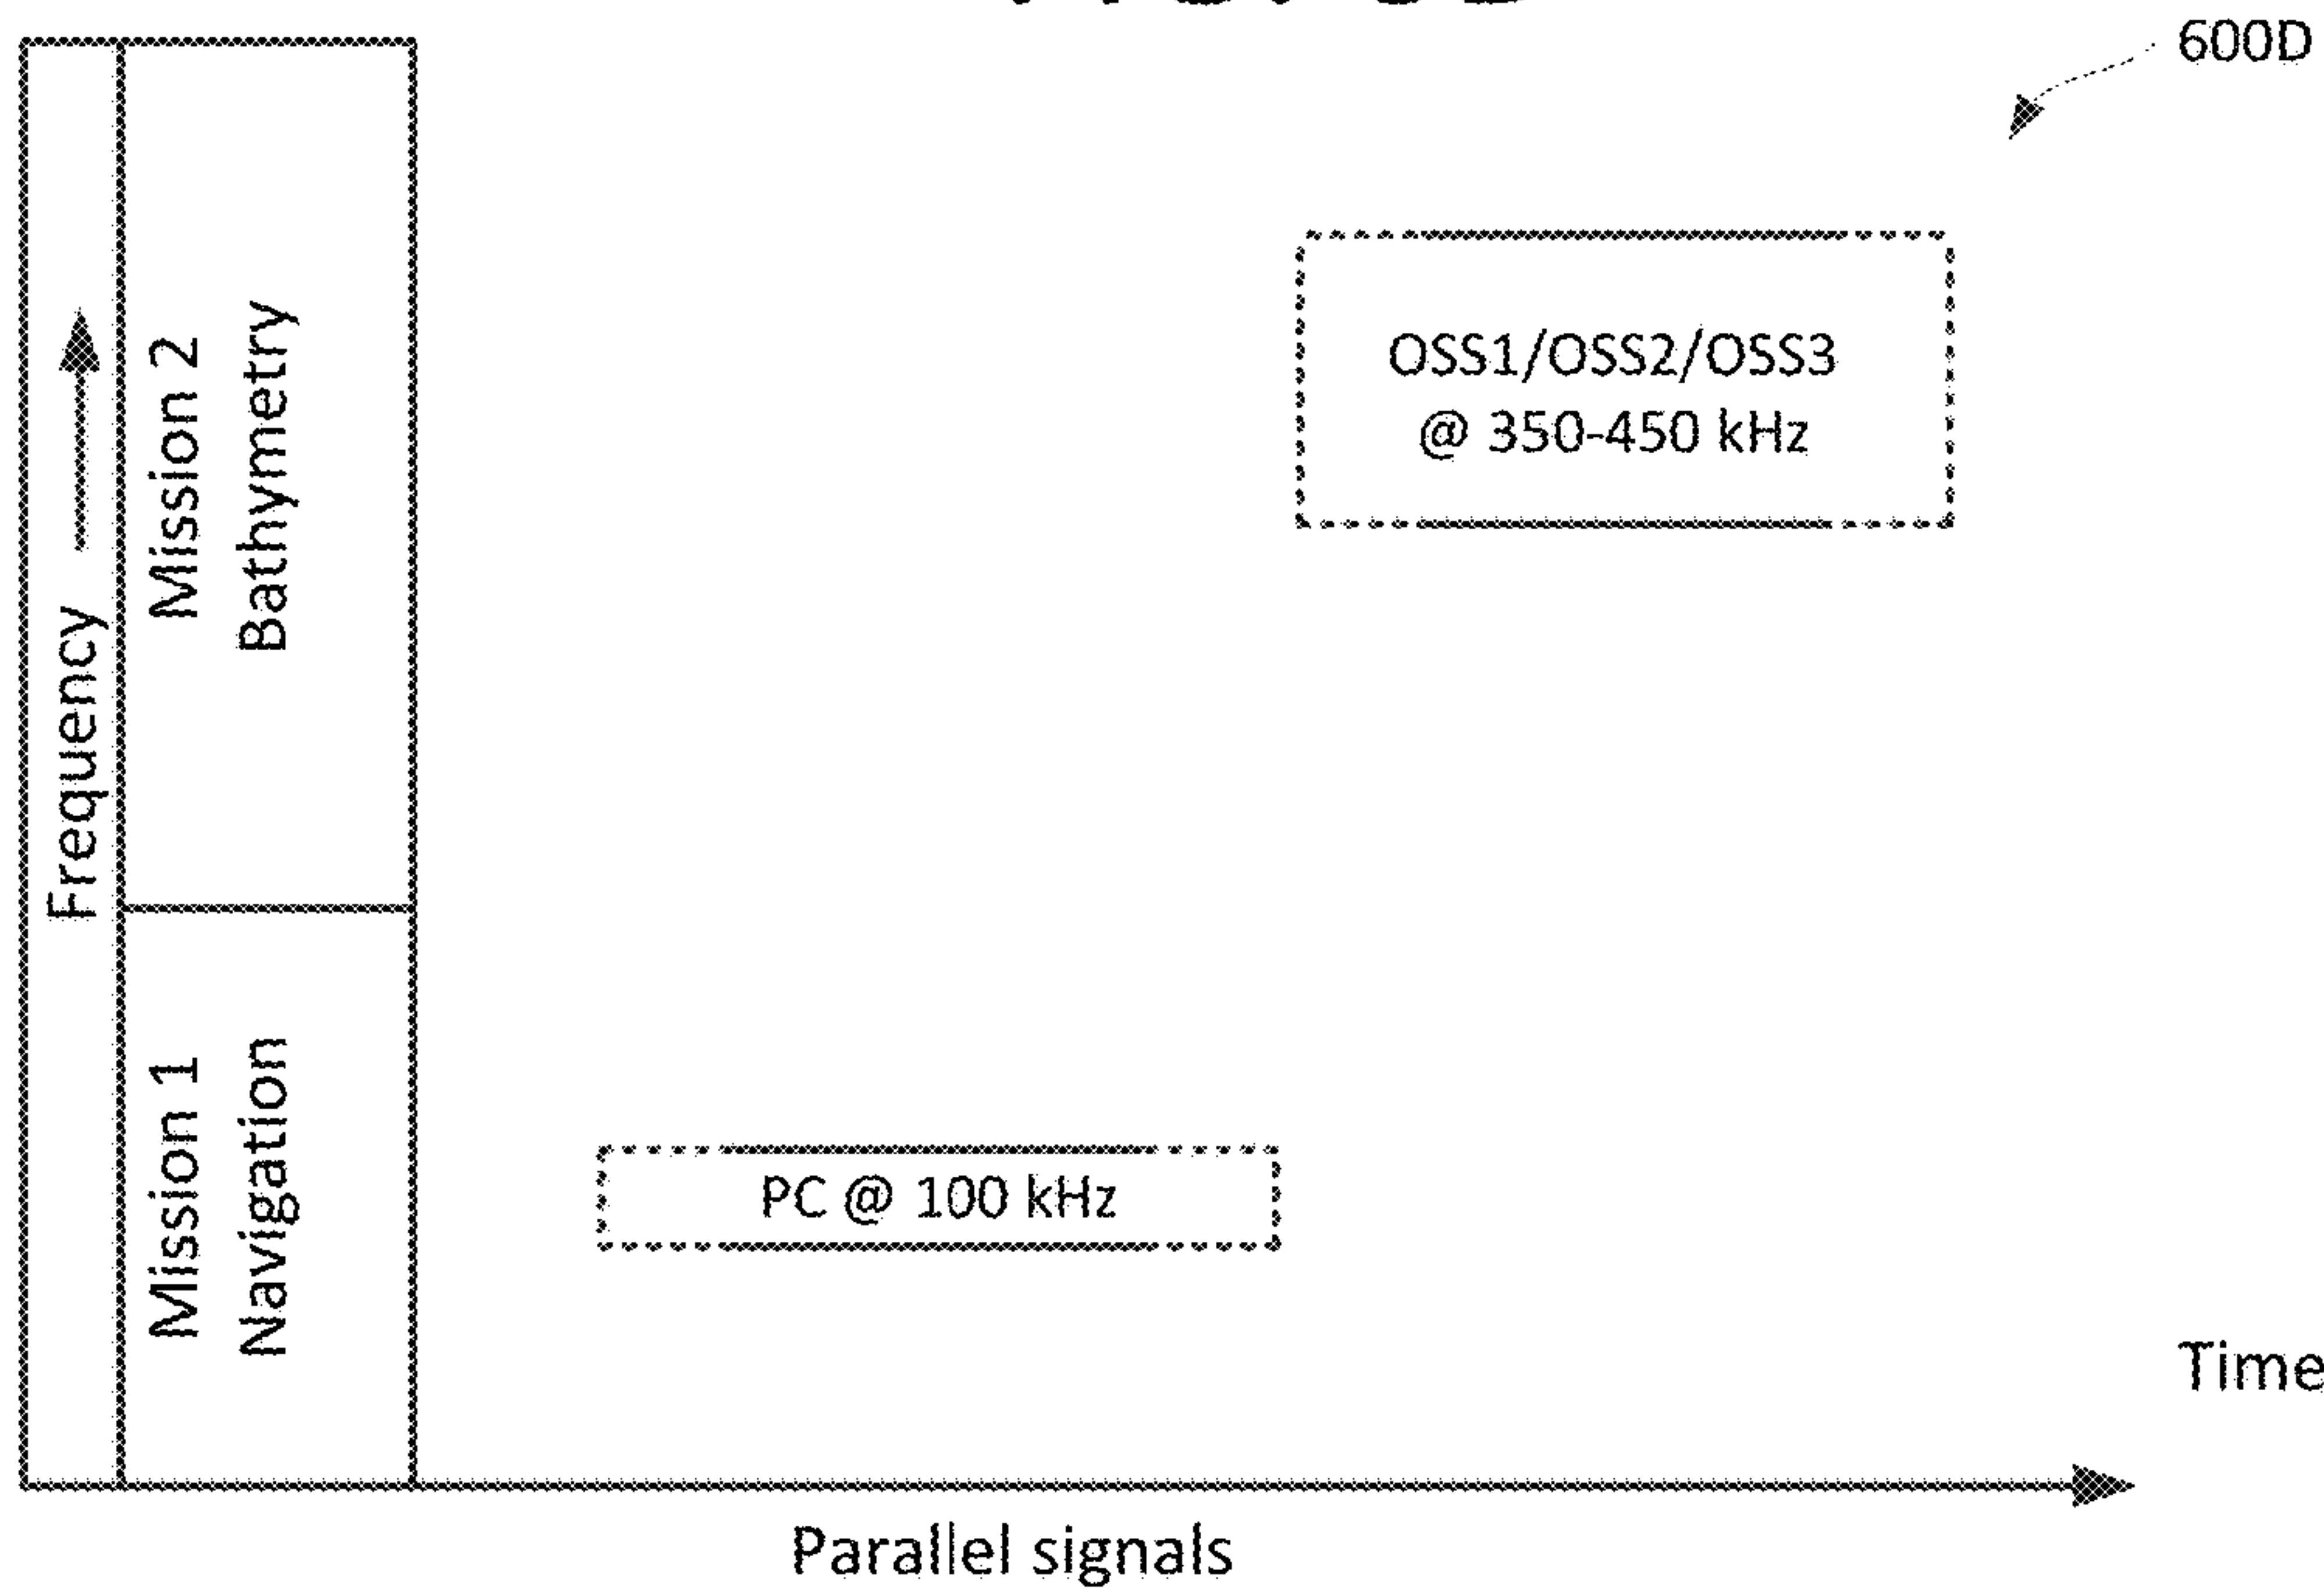 600D
Frequency
Mission 2
Bathymetry
OSS1/OSS2/OSS3
@ 350-450 kHz
Mission 1
Navigation
PC @ 100 kHz
Time
Parallel signals